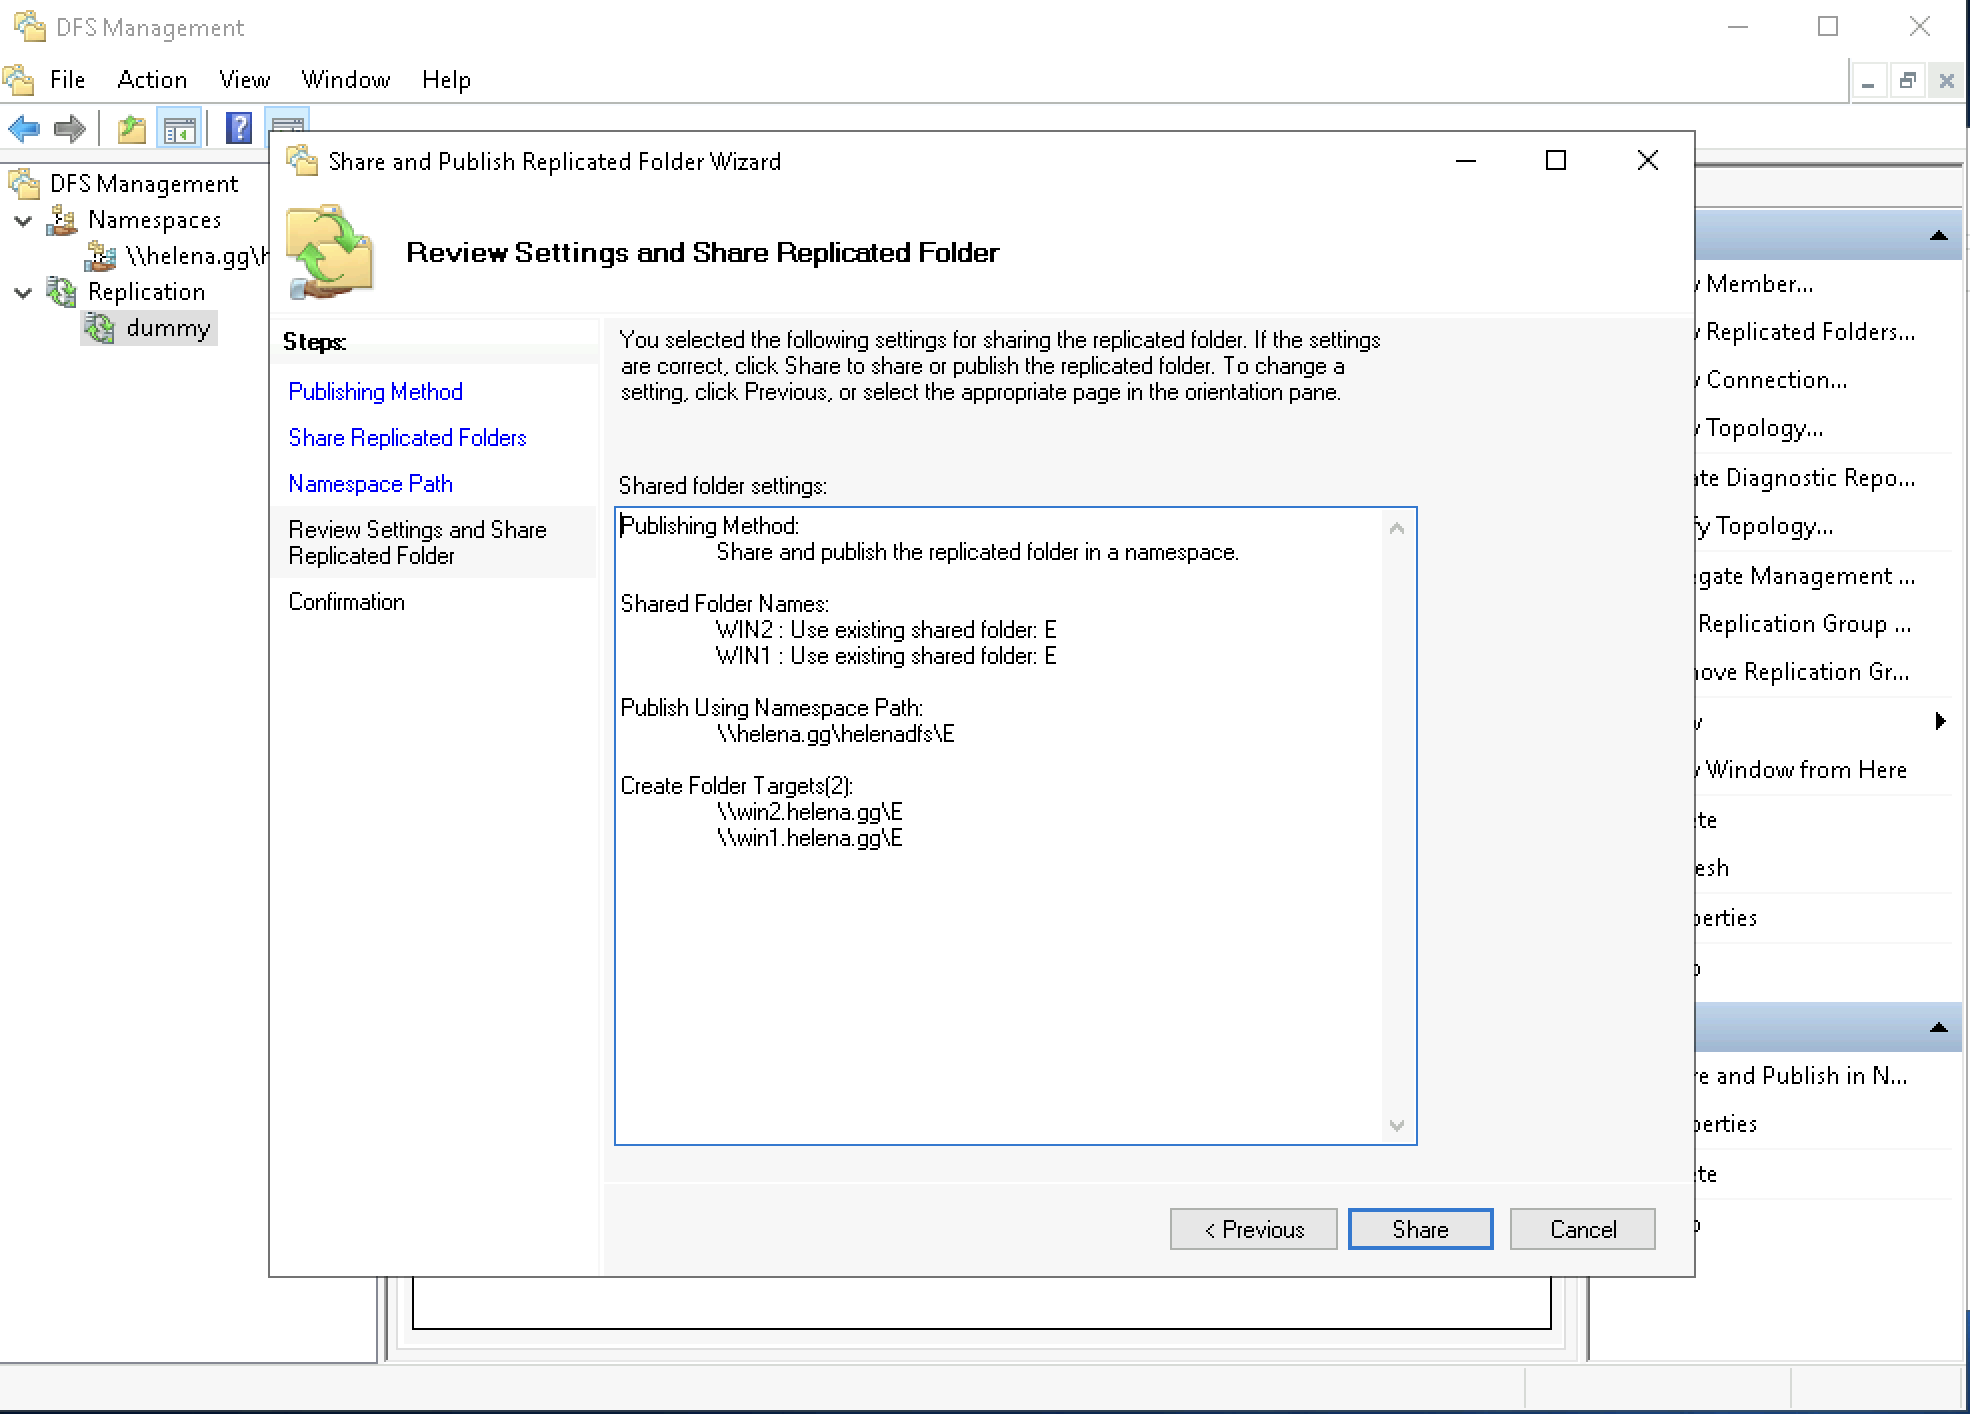 DFS Management
File Action View Window Help
DFS Management
Namespaces
\\helena.gg\h
Replication
dummy
Share and Publish Replicated Folder Wizard
Review Settings and Share Replicated Folder
Steps:
Publishing Method
Share Replicated Folders
Namespace Path
Review Settings and Share
Replicated Folder
Confirmation
You selected the following settings for sharing the replicated folder. If the settings
are correct, click Share to share or publish the replicated folder. To change a
setting, click Previous, or select the appropriate page in the orientation pane.
Shared folder settings:
Publishing Method:
Share and publish the replicated folder in a namespace.
Shared Folder Names:
WIN2 : Use existing shared folder: E
WIN1 : Use existing shared folder: E
Publish Using Namespace Path:
\\helena.gg\helenadfs\E
Create Folder Targets(2):
\\win2.helena.gg\E
\\win1.helena.gg\E
< Previous
Share
Cancel
Member...
Replicated Folders...
Connection...
Topology...
te Diagnostic Repo...
fy Topology...
gate Management ...
Replication Group ...
ove Replication Gr...
Window from Here
te
esh
perties
re and Publish in N...
perties
te